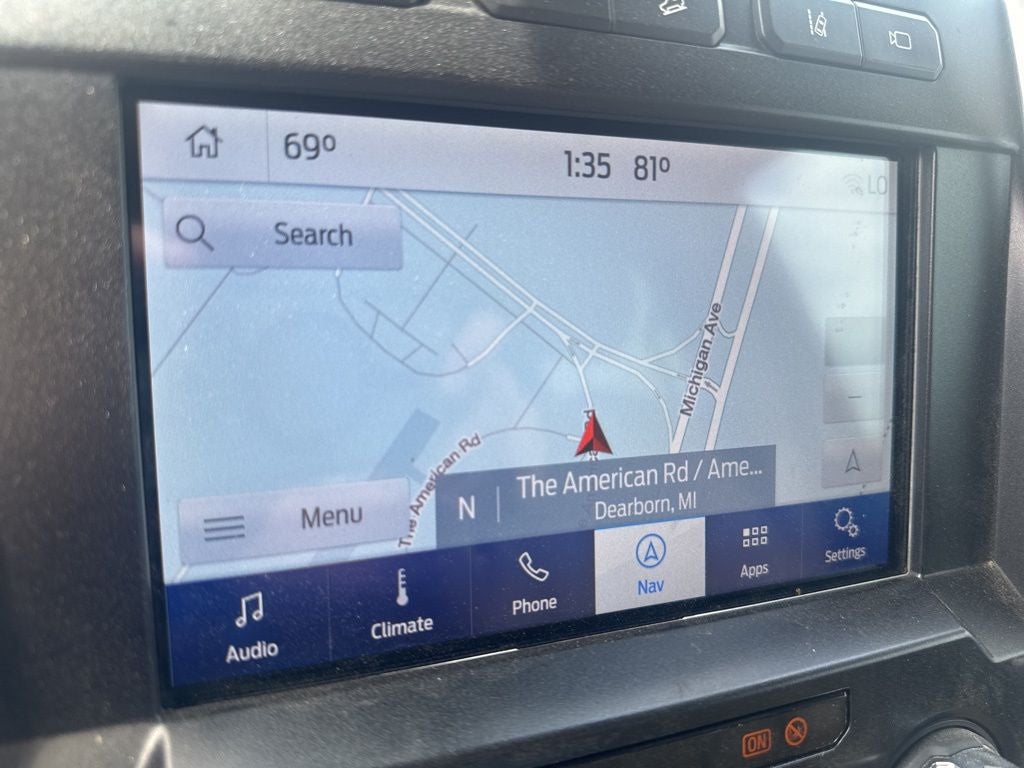 69°
1:35 81°
LO
Search
Michigan Ave
The American Rd
Menu
N
The American Rd / Ame...
Dearborn, MI
Audio
Climate
Phone
Nav
Apps
Settings
ON